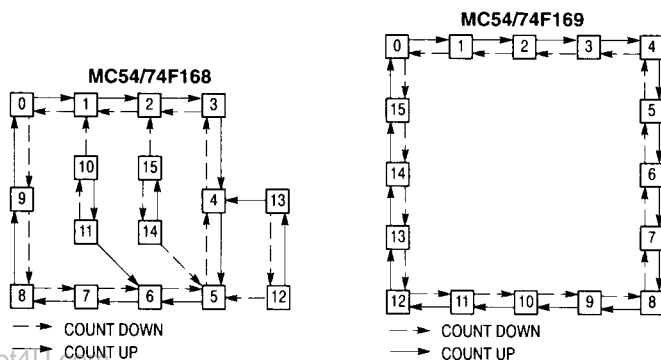 MC54/74F168
0 1 2 3
10 15
9 4 13
11 14
8 7 6 5 12
COUNT DOWN
COUNT UP
MC54/74F169
0 1 2 3 4
15 5
14 6
13 7
12 11 10 9 8
COUNT DOWN
COUNT UP